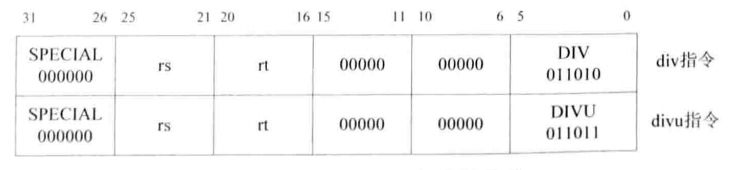 31 26 25 21 20 16 15 11 10 6 5 0
SPECIAL 000000 rs rt 00000 00000 DIV 011010 div指令
SPECIAL 000000 rs rt 00000 00000 DIVU 011011 divu指令